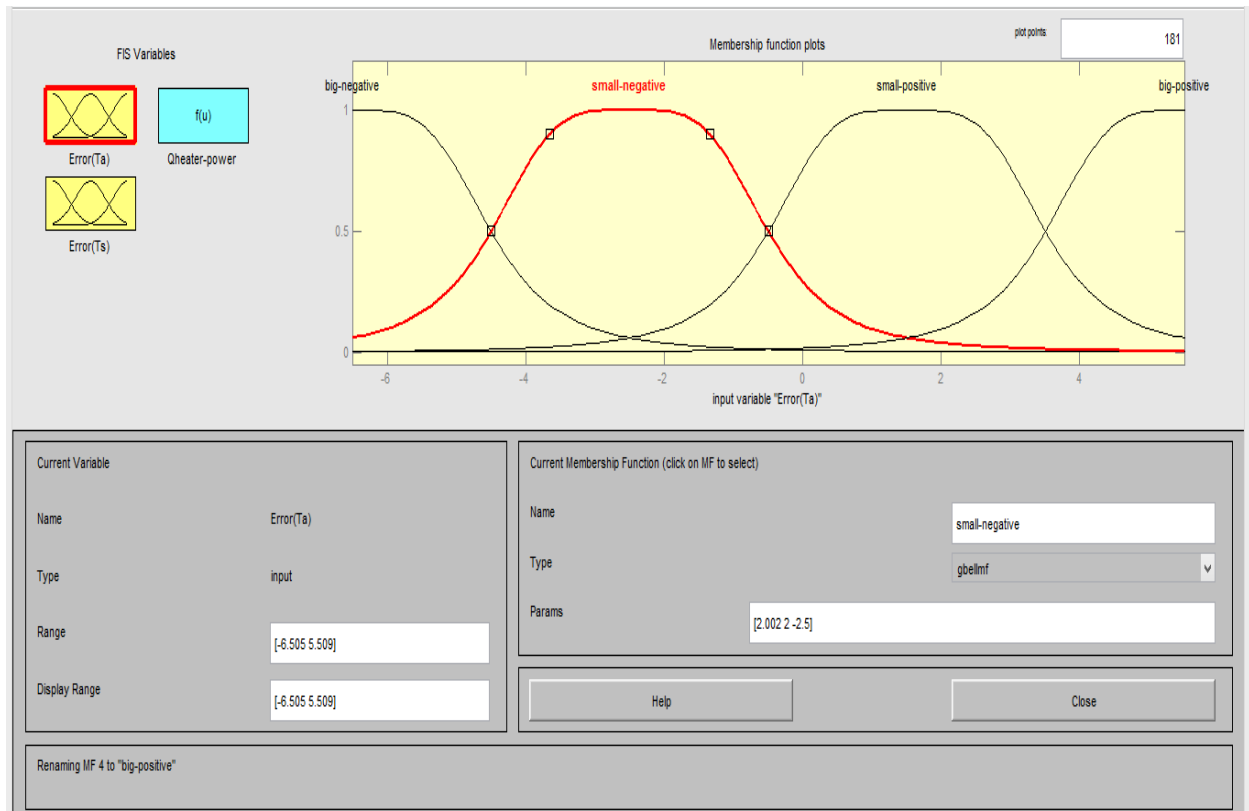 FIS Variables
f(u)
Error(Ta)
Qheater-power
Error(Ts)
Membership function plots
plot points:
181
big-negative
small-negative
small-positive
big-positive
1
0.5
0
-6
-4
-2
0
2
4
input variable "Error(Ta)"
Current Variable
Name
Error(Ta)
Type
input
Range
[-6.505 5.509]
Display Range
[-6.505 5.509]
Current Membership Function (click on MF to select)
Name
small-negative
Type
gbellmf
Params
[2.002 2 -2.5]
Help
Close
Renaming MF 4 to "big-positive"